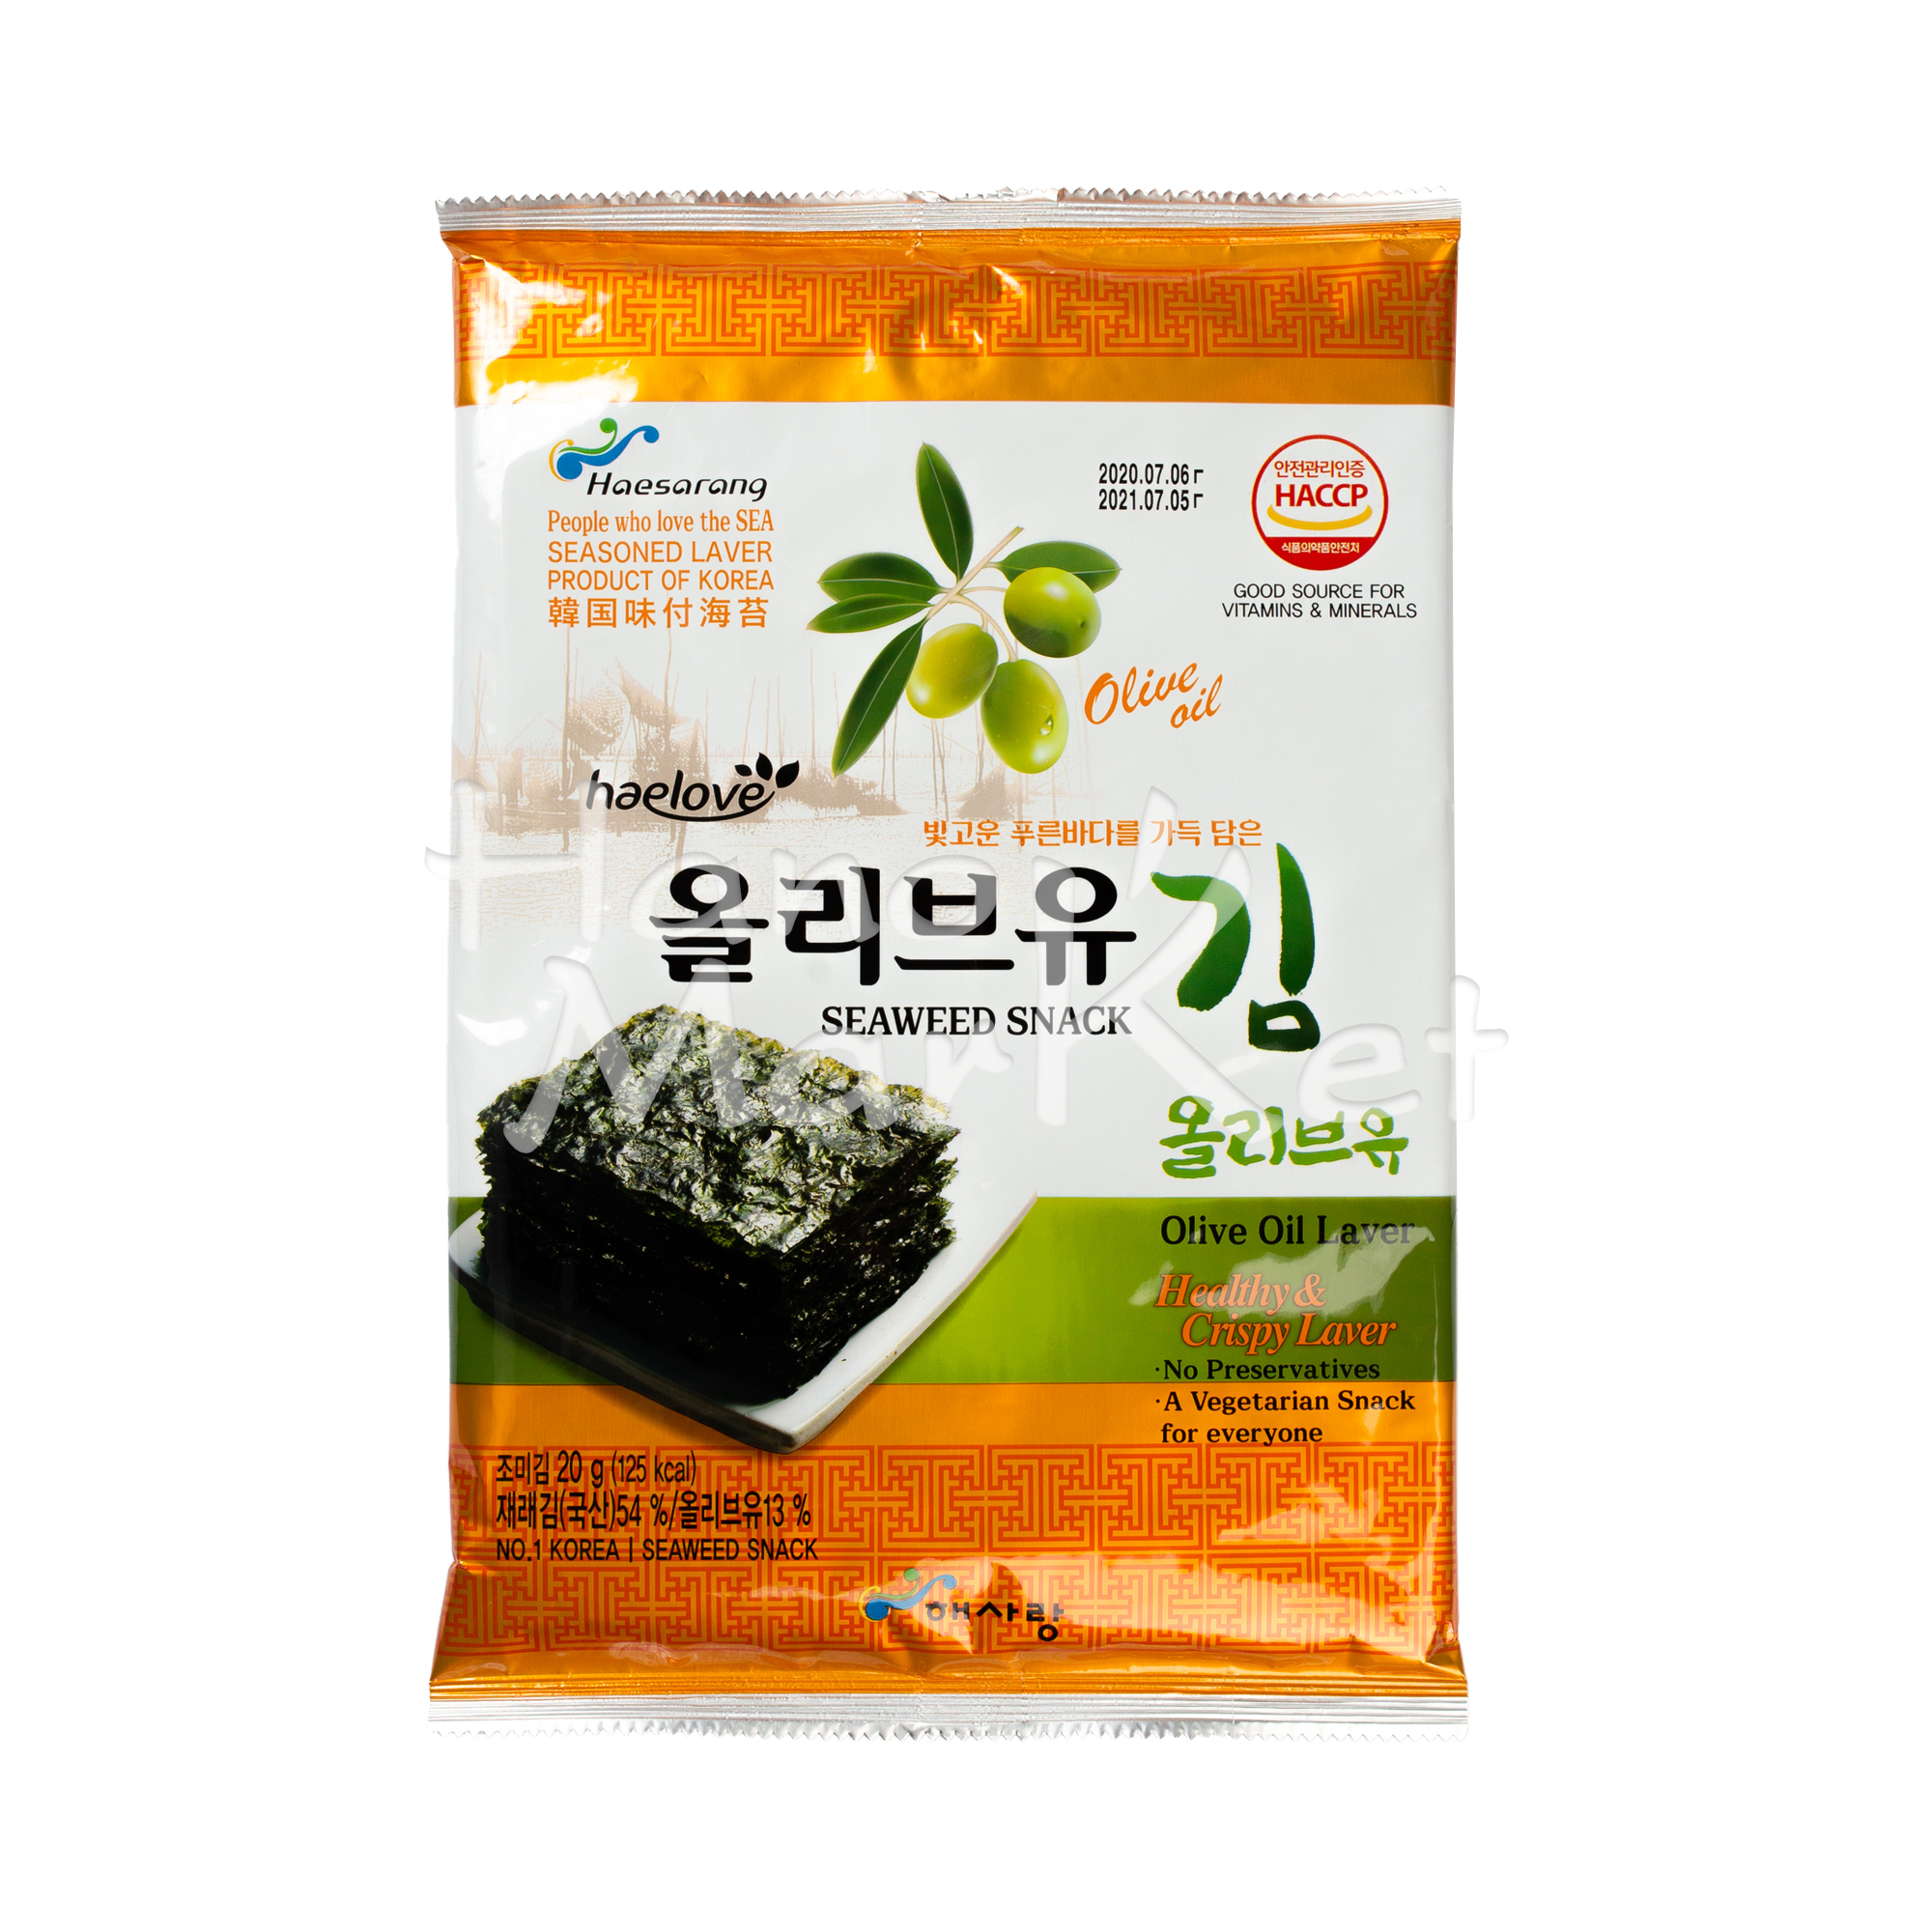 Haesarang
People who love the SEA
SEASONED LAVER
PRODUCT OF KOREA
韓国味付海苔
2020.07.06г
2021.07.05г
안전관리인증
HACCP
식품의약품안전처
GOOD SOURCE FOR
VITAMINS & MINERALS
Olive
oil
haelove
빛고운 푸른바다를 가득 담은
올리브유 김
SEAWEED SNACK
Hanok
Market
올리브유
Olive Oil Laver
Healthy &
Crispy Laver
·No Preservatives
·A Vegetarian Snack
for everyone
조미김 20 g (125 kcal)
재래김(국산)54 %/올리브유13 %
NO.1 KOREA | SEAWEED SNACK
해사랑